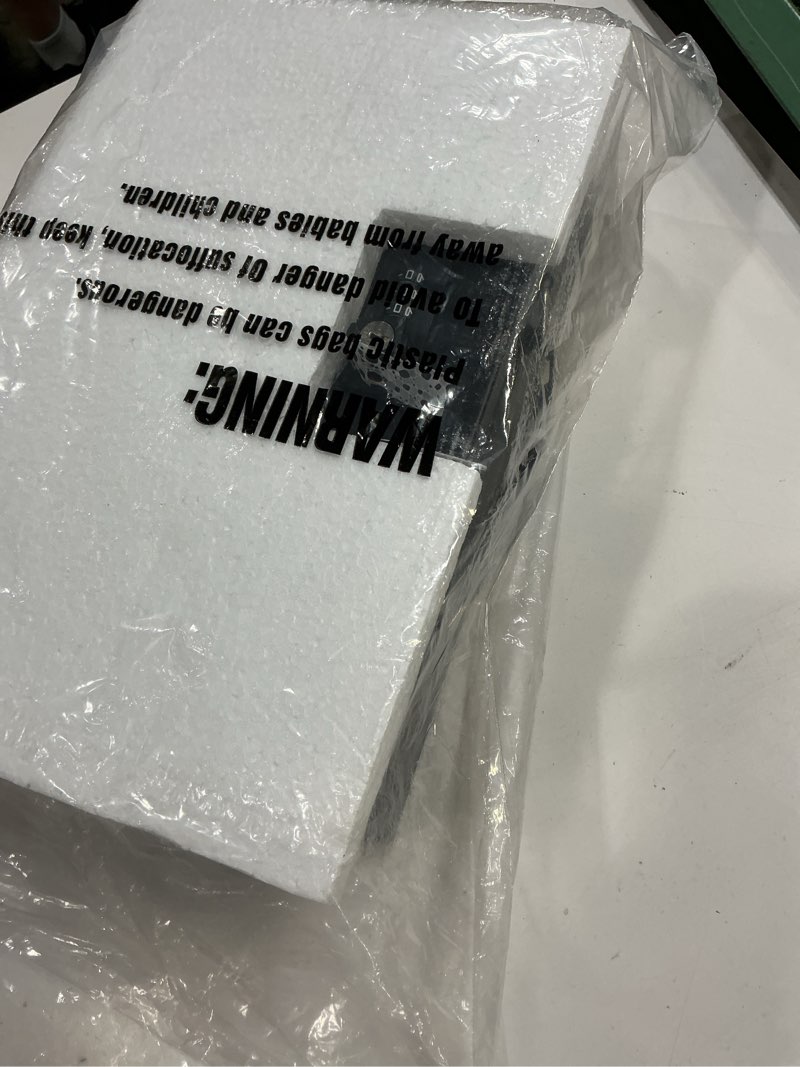 WARNING:
Plastic bags can be dangerous.
To avoid danger Of suffocation, keep this
away from babies and children.